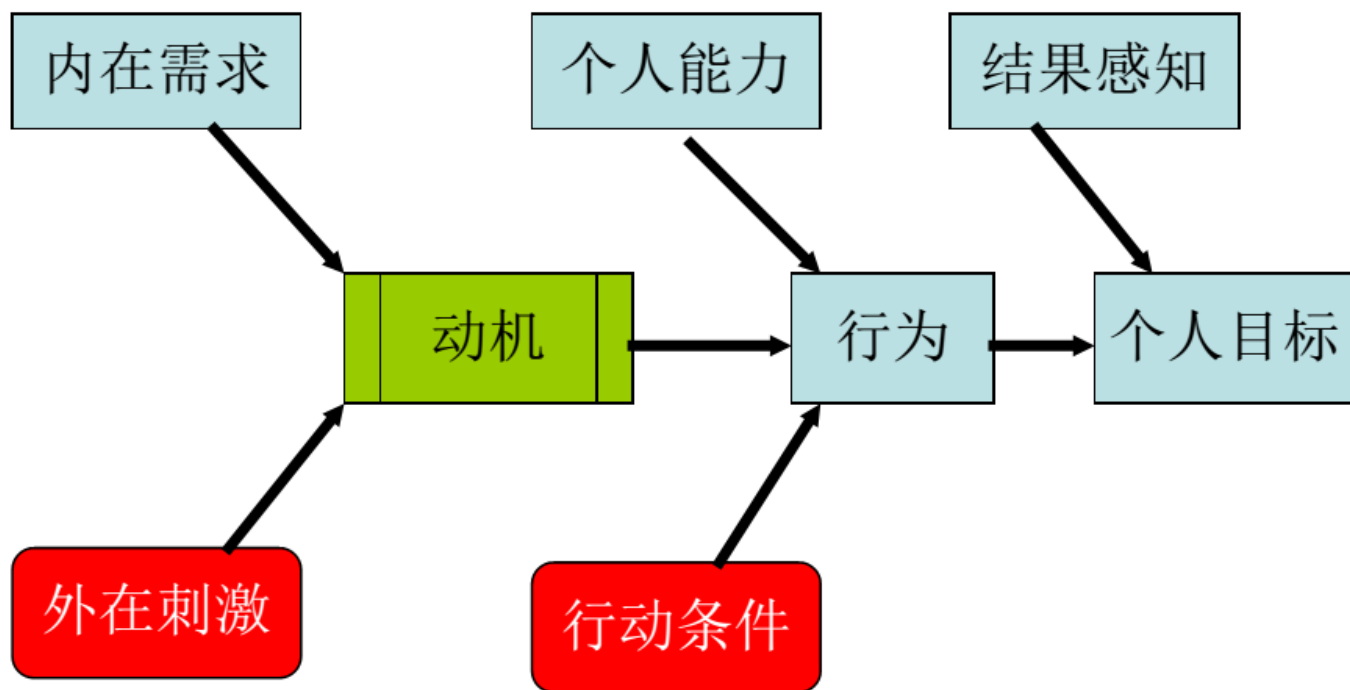 内在需求
个人能力
结果感知
动机
行为
个人目标
外在刺激
行动条件